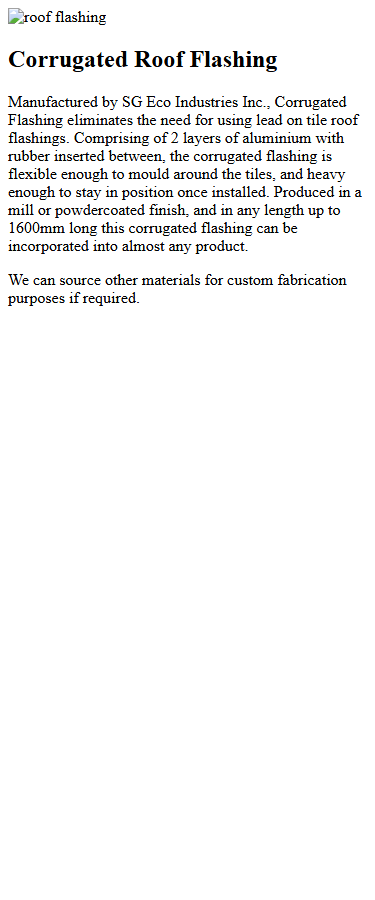 roof flashing
Corrugated Roof Flashing
Manufactured by SG Eco Industries Inc., Corrugated
Flashing eliminates the need for using lead on tile roof
flashings. Comprising of 2 layers of aluminium with
rubber inserted between, the corrugated flashing is
flexible enough to mould around the tiles, and heavy
enough to stay in position once installed. Produced in a
mill or powdercoated finish, and in any length up to
1600mm long this corrugated flashing can be
incorporated into almost any product.
We can source other materials for custom fabrication
purposes if required.